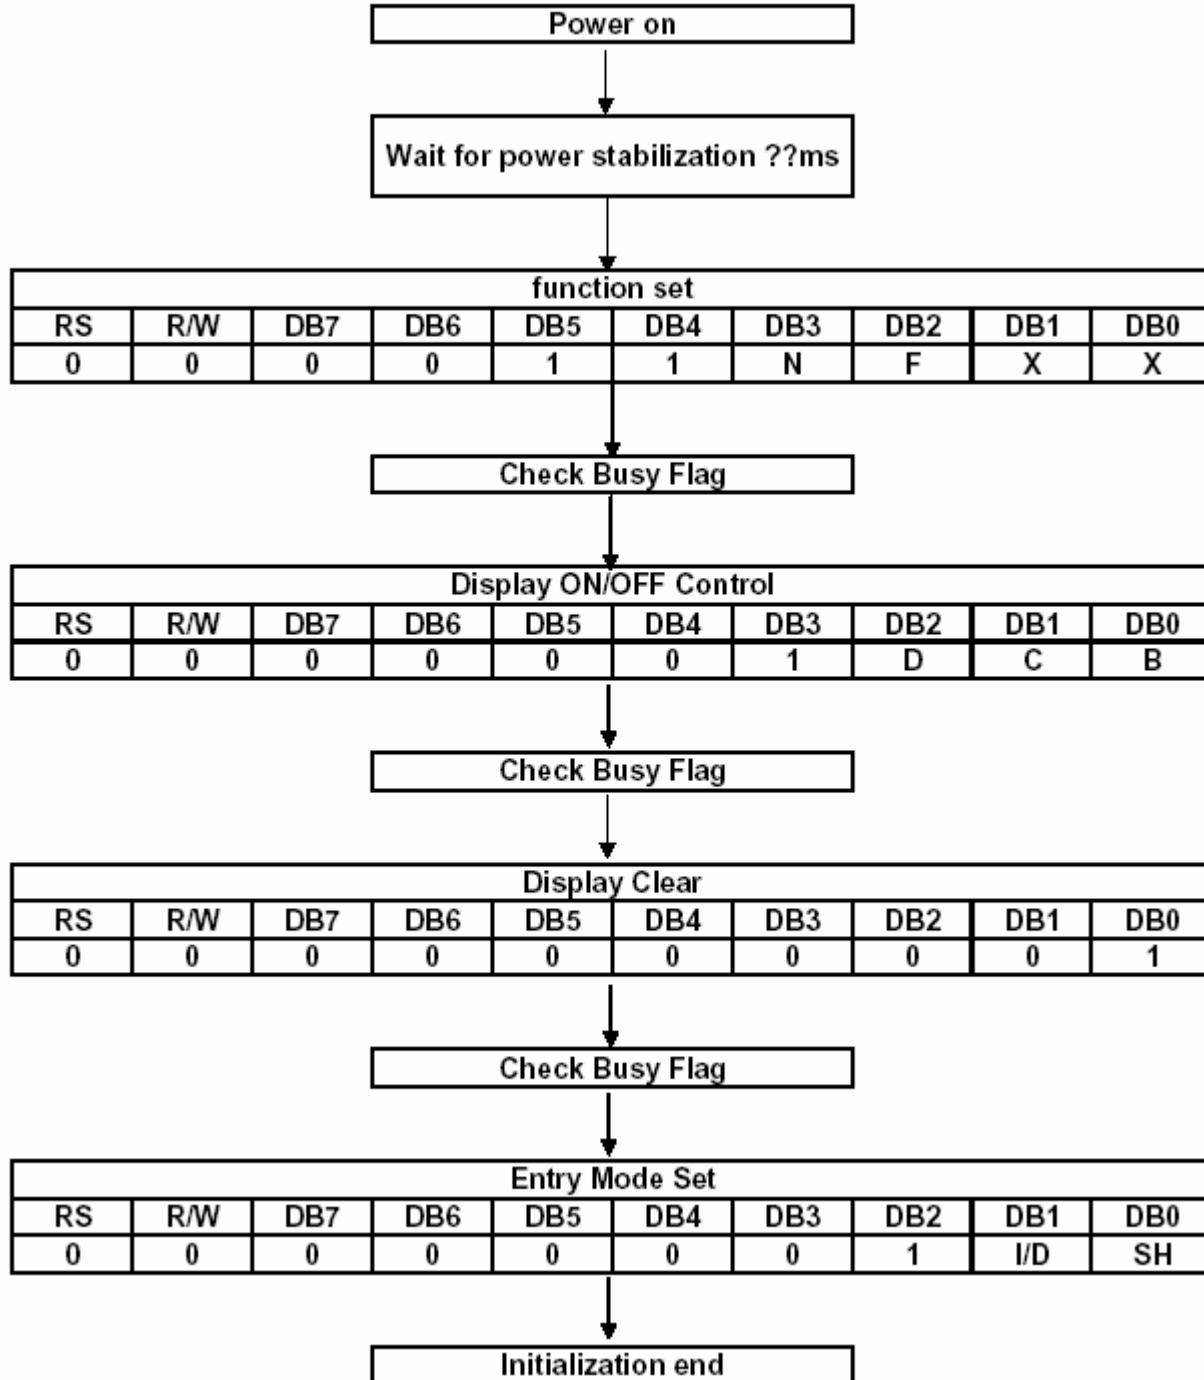 Power on
Wait for power stabilization ??ms
function set
RS R/W DB7 DB6 DB5 DB4 DB3 DB2 DB1 DB0
0 0 0 0 1 1 N F X X
Check Busy Flag
Display ON/OFF Control
RS R/W DB7 DB6 DB5 DB4 DB3 DB2 DB1 DB0
0 0 0 0 0 0 1 D C B
Check Busy Flag
Display Clear
RS R/W DB7 DB6 DB5 DB4 DB3 DB2 DB1 DB0
0 0 0 0 0 0 0 0 0 1
Check Busy Flag
Entry Mode Set
RS R/W DB7 DB6 DB5 DB4 DB3 DB2 DB1 DB0
0 0 0 0 0 0 0 1 I/D SH
Initialization end